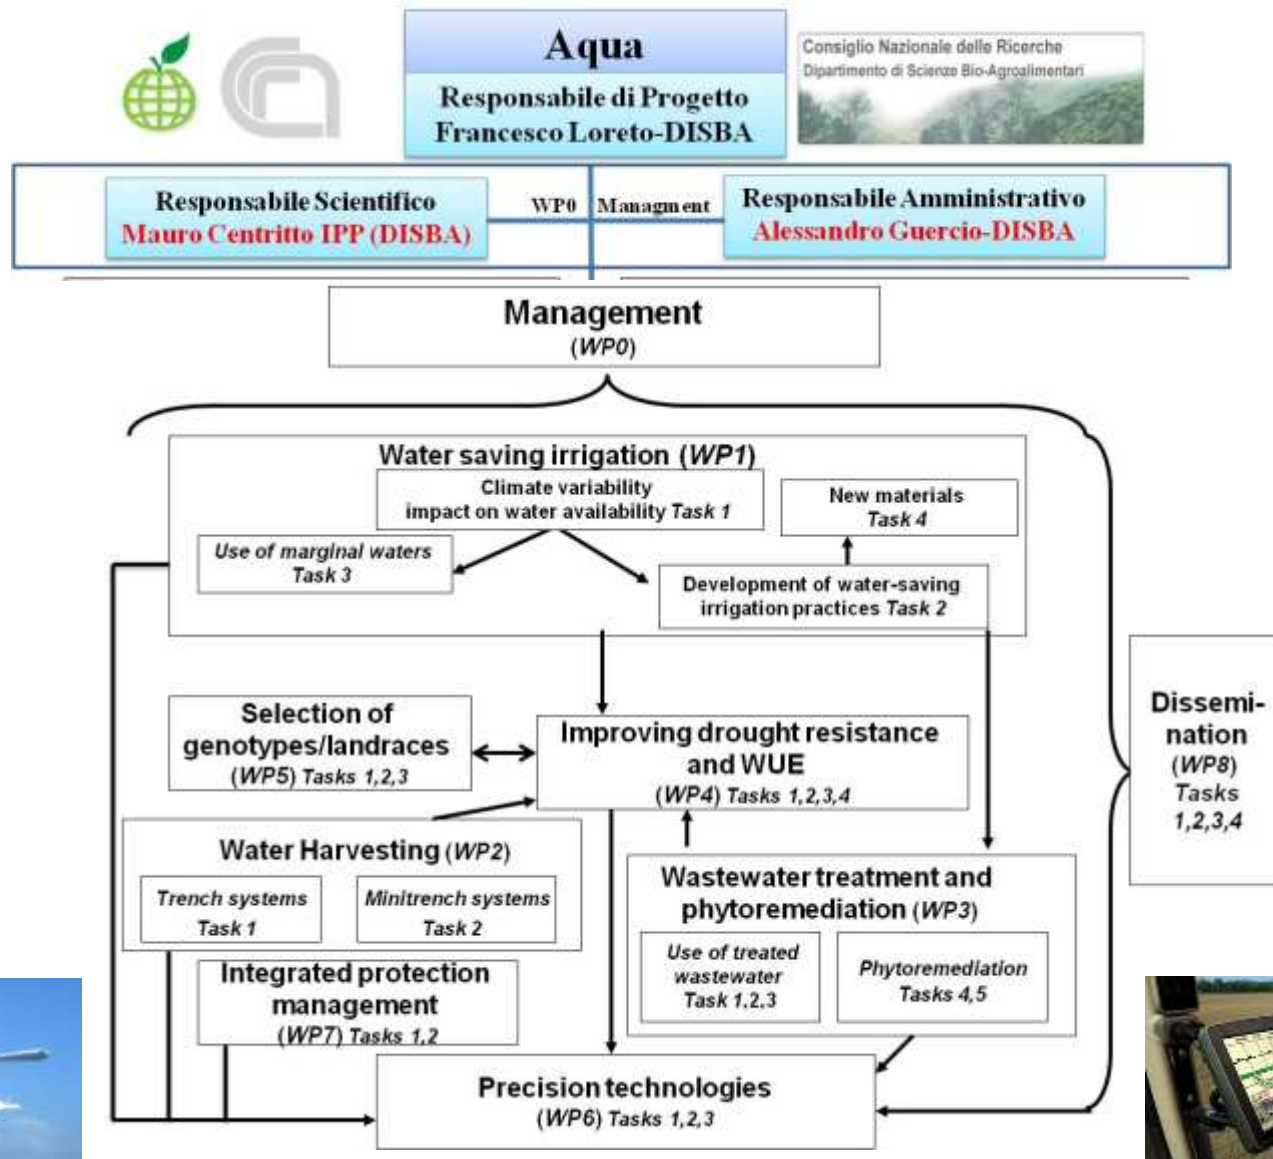 Aqua
Responsabile di Progetto
Francesco Loreto-DISBA
Consiglio Nazionale delle Ricerche
Dipartimento di Scienze Bio-Agroalimentari
Responsabile Scientifico
Mauro Centritto IPP (DISBA)
WP0 Managment
Responsabile Amministrativo
Alessandro Guercio-DISBA
Management
(WP0)
Water saving irrigation (WP1)
Climate variability
impact on water availability Task 1
New materials
Task 4
Use of marginal waters
Task 3
Development of water-saving
irrigation practices Task 2
Selection of
genotypes/landraces
(WP5) Tasks 1,2,3
Improving drought resistance
and WUE
(WP4) Tasks 1,2,3,4
Dissemi-
nation
(WP8)
Tasks
1,2,3,4
Water Harvesting (WP2)
Trench systems
Task 1
Minitrench systems
Task 2
Wastewater treatment and
phytoremediation (WP3)
Use of treated
wastewater
Task 1,2,3
Phytoremediation
Tasks 4,5
Integrated protection
management
(WP7) Tasks 1,2
Precision technologies
(WP6) Tasks 1,2,3